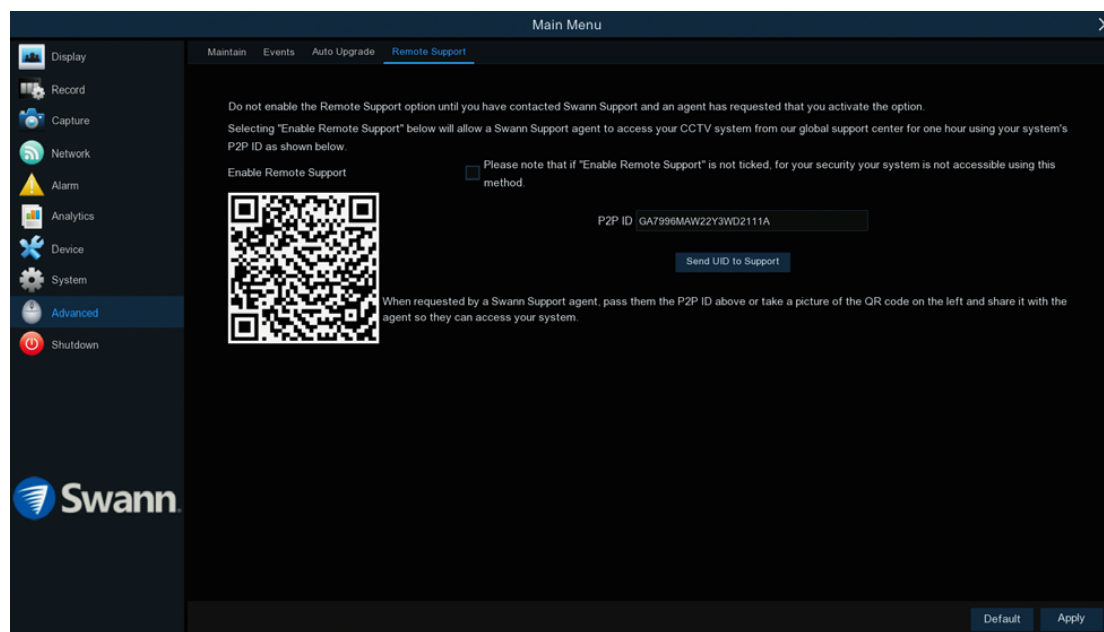 Main Menu
Display
Record
Capture
Network
Alarm
Analytics
Device
System
Advanced
Shutdown
Swann
Maintain Events Auto Upgrade Remote Support
Do not enable the Remote Support option until you have contacted Swann Support and an agent has requested that you activate the option.
Selecting "Enable Remote Support" below will allow a Swann Support agent to access your CCTV system from our global support center for one hour using your system's
P2P ID as shown below.
Enable Remote Support
Please note that if "Enable Remote Support" is not ticked, for your security your system is not accessible using this
method.
P2P ID GA7996MAW22Y3WD2111A
Send UID to Support
When requested by a Swann Support agent, pass them the P2P ID above or take a picture of the QR code on the left and share it with the
agent so they can access your system.
Default Apply